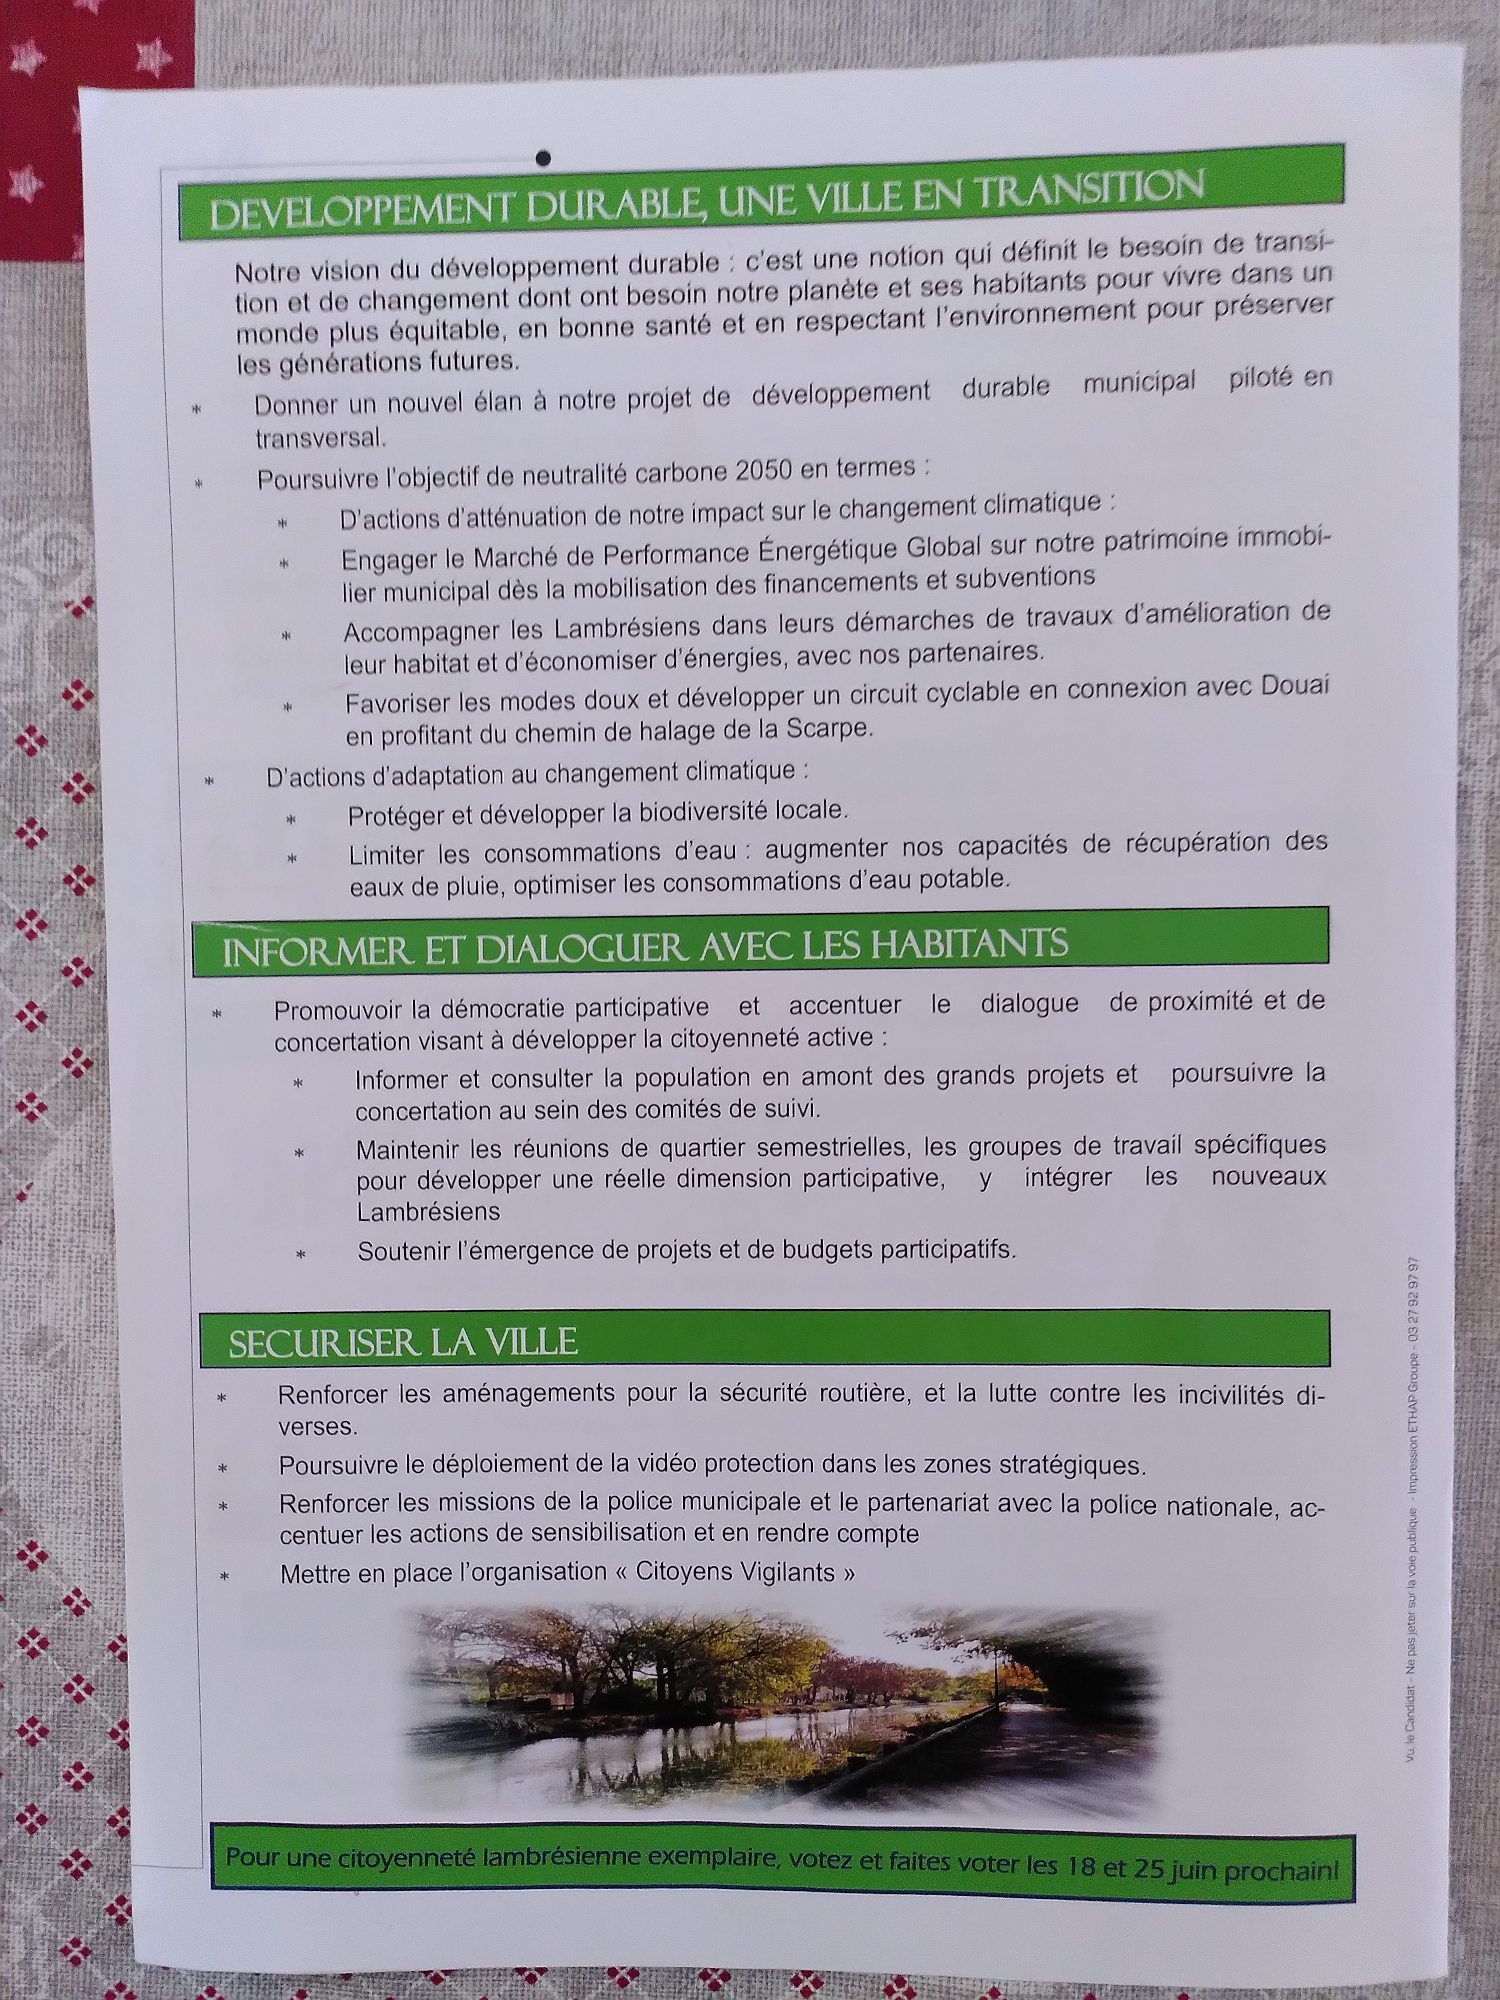 DEVELOPPEMENT DURABLE, UNE VILLE EN TRANSITION
Notre vision du développement durable : c'est une notion qui définit le besoin de transi-
tion et de changement dont ont besoin notre planète et ses habitants pour vivre dans un
monde plus équitable, en bonne santé et en respectant l'environnement pour préserver
les générations futures.
* Donner un nouvel élan à notre projet de développement durable municipal piloté en
transversal.
* Poursuivre l'objectif de neutralité carbone 2050 en termes :
* D'actions d'atténuation de notre impact sur le changement climatique :
* Engager le Marché de Performance Énergétique Global sur notre patrimoine immobi-
lier municipal dès la mobilisation des financements et subventions
* Accompagner les Lambrésiens dans leurs démarches de travaux d'amélioration de
leur habitat et d'économiser d'énergies, avec nos partenaires.
* Favoriser les modes doux et développer un circuit cyclable en connexion avec Douai
en profitant du chemin de halage de la Scarpe.
* D'actions d'adaptation au changement climatique :
* Protéger et développer la biodiversité locale.
* Limiter les consommations d'eau : augmenter nos capacités de récupération des
eaux de pluie, optimiser les consommations d'eau potable.
INFORMER ET DIALOGUER AVEC LES HABITANTS
* Promouvoir la démocratie participative et accentuer le dialogue de proximité et de
concertation visant à développer la citoyenneté active :
* Informer et consulter la population en amont des grands projets et poursuivre la
concertation au sein des comités de suivi.
* Maintenir les réunions de quartier semestrielles, les groupes de travail spécifiques
pour développer une réelle dimension participative, y intégrer les nouveaux
Lambrésiens
* Soutenir l'émergence de projets et de budgets participatifs.
SECURISER LA VILLE
* Renforcer les aménagements pour la sécurité routière, et la lutte contre les incivilités di-
verses.
* Poursuivre le déploiement de la vidéo protection dans les zones stratégiques.
* Renforcer les missions de la police municipale et le partenariat avec la police nationale, ac-
centuer les actions de sensibilisation et en rendre compte
* Mettre en place l'organisation « Citoyens Vigilants »
Pour une citoyenneté lambrésienne exemplaire, votez et faites voter les 18 et 25 juin prochain!
Vu le Candidat - Ne pas jeter sur la voie publique - Impression ETHAP Groupe - 03 27 92 97 97